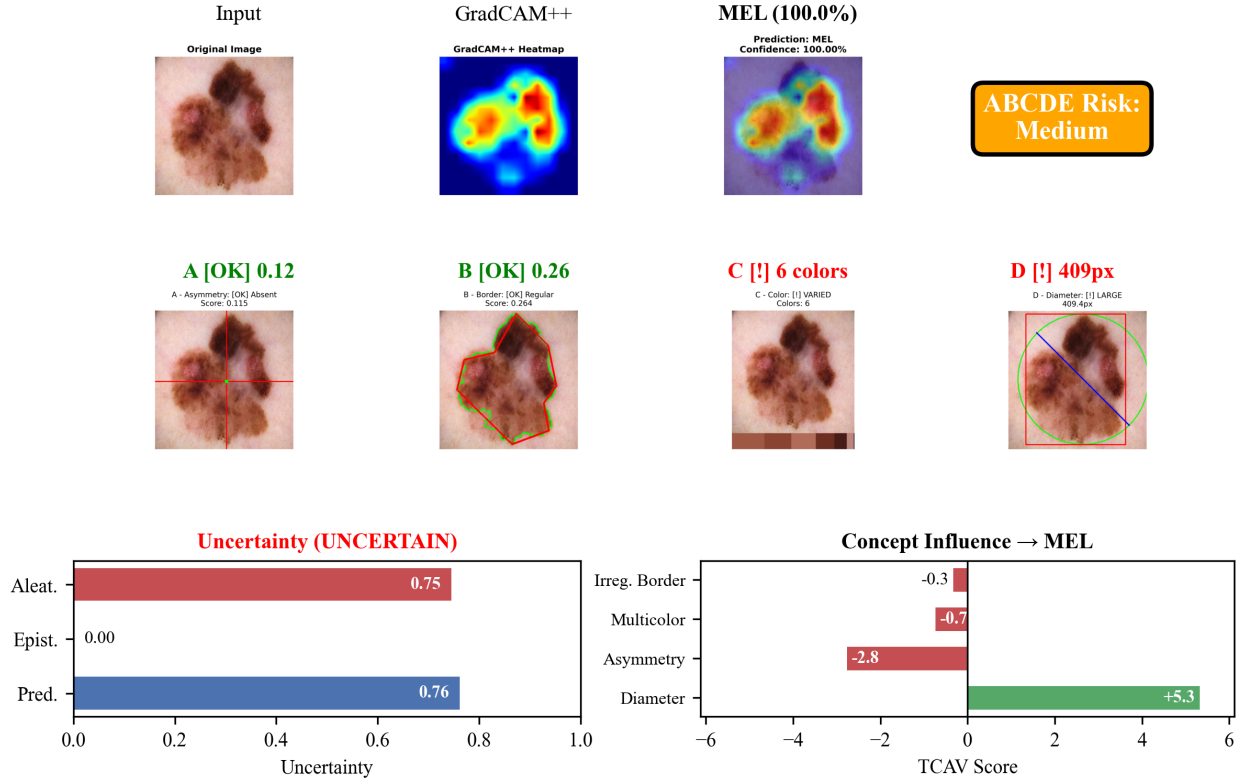 Input
GradCAM++
MEL (100.0%)
Original Image
GradCAM++ Heatmap
Prediction: MEL
Confidence: 100.00%
ABCDE Risk:
Medium
A [OK] 0.12
B [OK] 0.26
C [!] 6 colors
D [!] 409px
A - Asymmetry: [OK] Absent
Score: 0.115
B - Border: [OK] Regular
Score: 0.264
C - Color: [!] VARIED
Colors: 6
D - Diameter: [!] LARGE
409.4px
Uncertainty (UNCERTAIN)
Aleat.
0.75
Epist.
0.00
Pred.
0.76
0.0 0.2 0.4 0.6 0.8 1.0
Uncertainty
Concept Influence → MEL
Irreg. Border
-0.3
Multicolor
-0.7
Asymmetry
-2.8
Diameter
+5.3
−6 −4 −2 0 2 4 6
TCAV Score